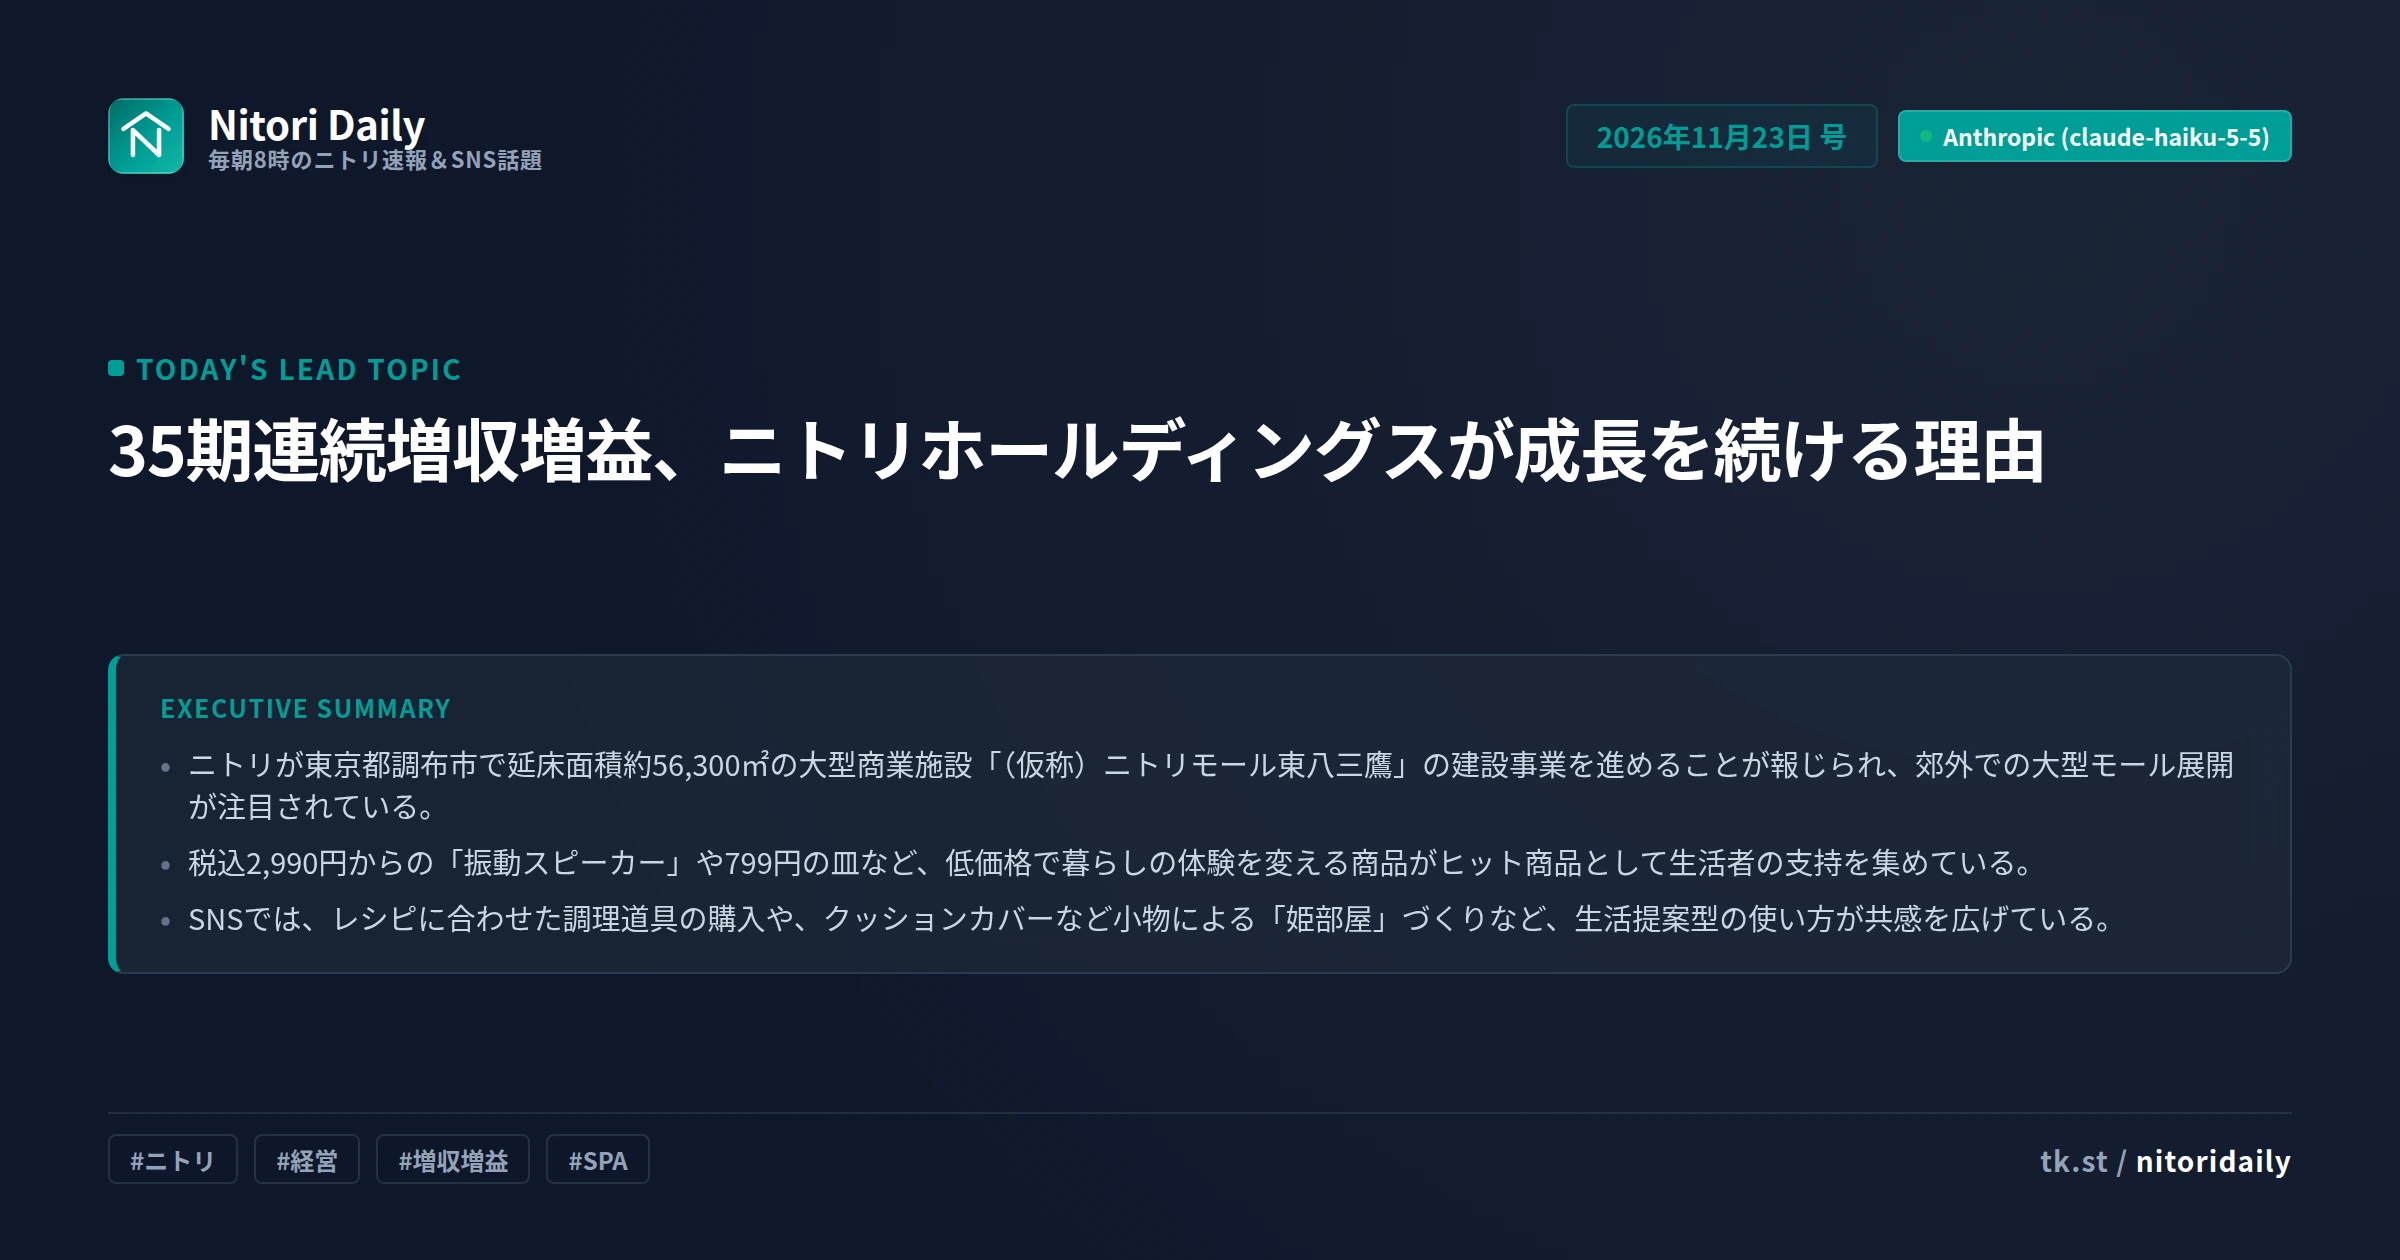 Nitori Daily
毎朝8時のニトリ速報＆SNS話題
2026年11月23日 号
Anthropic (claude-haiku-5-5)
TODAY'S LEAD TOPIC
35期連続増収増益、ニトリホールディングスが成長を続ける理由
EXECUTIVE SUMMARY
• ニトリが東京都調布市で延床面積約56,300㎡の大型商業施設「（仮称）ニトリモール東八三鷹」の建設事業を進めることが報じられ、郊外での大型モール展開
が注目されている。
• 税込2,990円からの「振動スピーカー」や799円の皿など、低価格で暮らしの体験を変える商品がヒット商品として生活者の支持を集めている。
• SNSでは、レシピに合わせた調理道具の購入や、クッションカバーなど小物による「姫部屋」づくりなど、生活提案型の使い方が共感を広げている。
#ニトリ #経営 #増収増益 #SPA
tk.st / nitoridaily